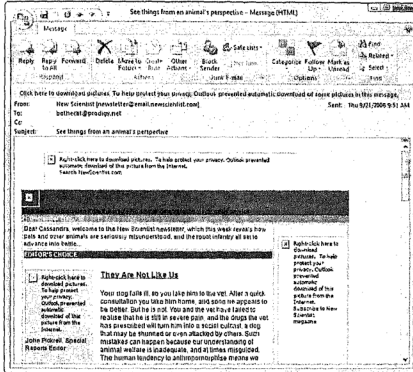 See things from an animal's perspective - Message (HTML)
Message
Reply Reply to All Forward Delete Move to Folder Create Rule Other Actions Block Sender Safe Lists Categorize Follow Up Mark as Unread Find Related Select
Respond Actions Junk E-mail Options Find
Click here to download pictures. To help protect your privacy, Outlook prevented automatic download of some pictures in this message.
From: New Scientist [newsletter@email.newscientist.com] Sent: Thu 9/21/2006 9:51 AM
To: botheckt@prodigy.net
Cc:
Subject: See things from an animal's perspective
Right-click here to download pictures. To help protect your privacy, Outlook prevented
automatic download of this picture from the Internet.
Search NewScientist.com
Dear Cassandra, welcome to the New Scientist newsletter, which this week reveals how
pets and other animals are seriously misunderstood, and the robot infantry all set to
advance into battle...
EDITOR'S CHOICE
Right-click here to
download pictures.
To help protect
your privacy,
Outlook prevented
automatic
download of this
picture from the
Internet.
John Pickrell, Special
Reports Editor
They Are Not Like Us
Your dog falls ill, so you take him to the vet. After a quick
consultation you take him home, and soon he appears to
be better. But he is not. You and the vet have failed to
realise that he is still in severe pain, and the drugs the vet
has prescribed will turn him into a social outcast, a dog
that may be shunned or even attacked by others. Such
mistakes can happen because our understanding of
animal welfare is inadequate, and at times misguided.
The human tendency to anthropomorphise means we
Right-click here to
download
pictures. To help
protect your
privacy, Outlook
prevented
automatic
download of this
picture from the
Internet.
Subscribe to New
Scientist
magazine